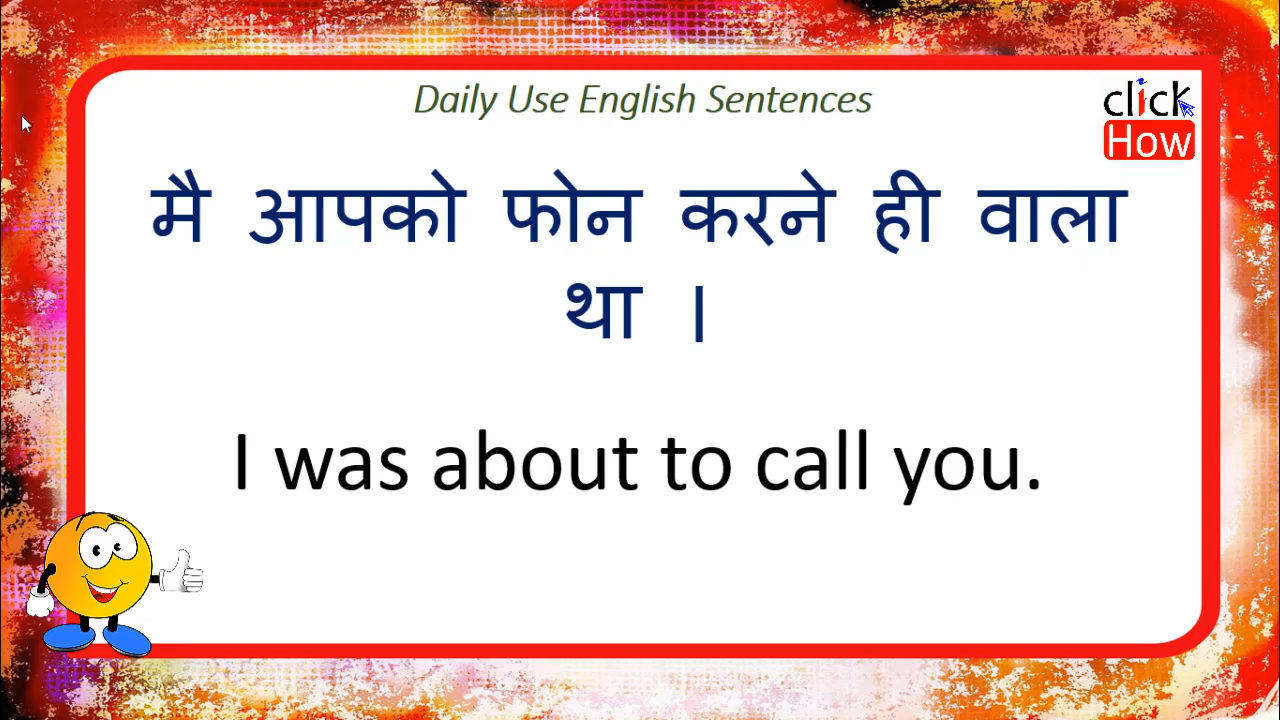 Daily Use English Sentences
click
How
मै आपको फोन करने ही वाला
था ।
I was about to call you.